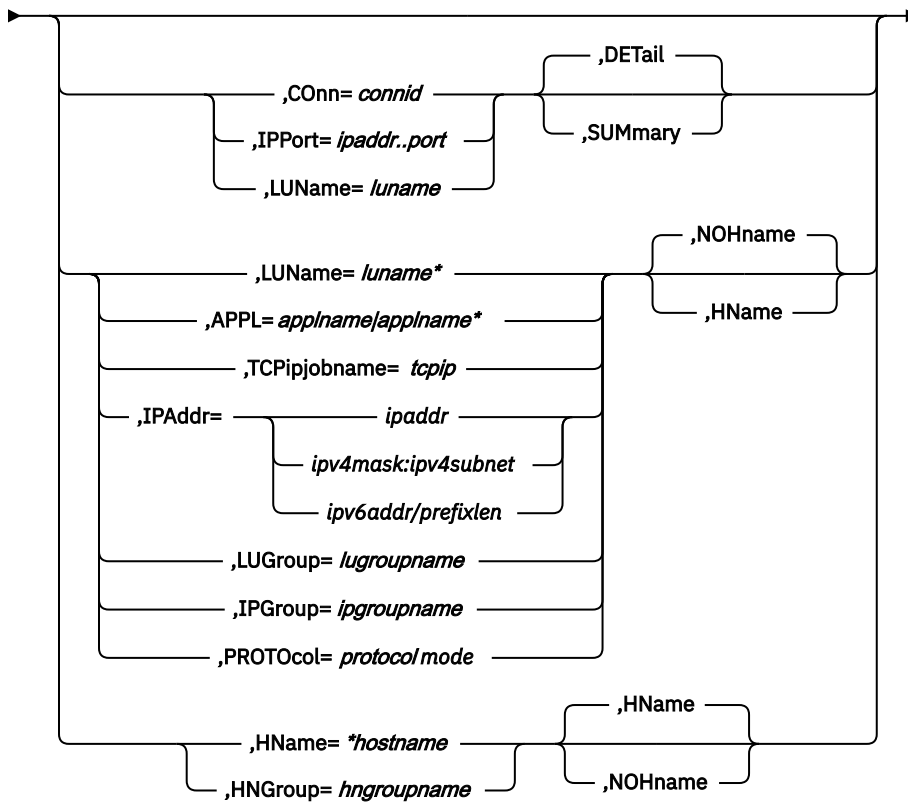 ,DETail
,COnn= connid
,IPPort= ipaddr..port
,SUMmary
,LUName= luname
,NOHname
,LUName= luname*
,HName
,APPL= applname|applname*
,TCPipjobname= tcpip
,IPAddr= ipaddr
ipv4mask:ipv4subnet
ipv6addr/prefixlen
,LUGroup= lugroupname
,IPGroup= ipgroupname
,PROTOcol= protocol mode
,HName
,HName= *hostname
,NOHname
,HNGroup= hngroupname